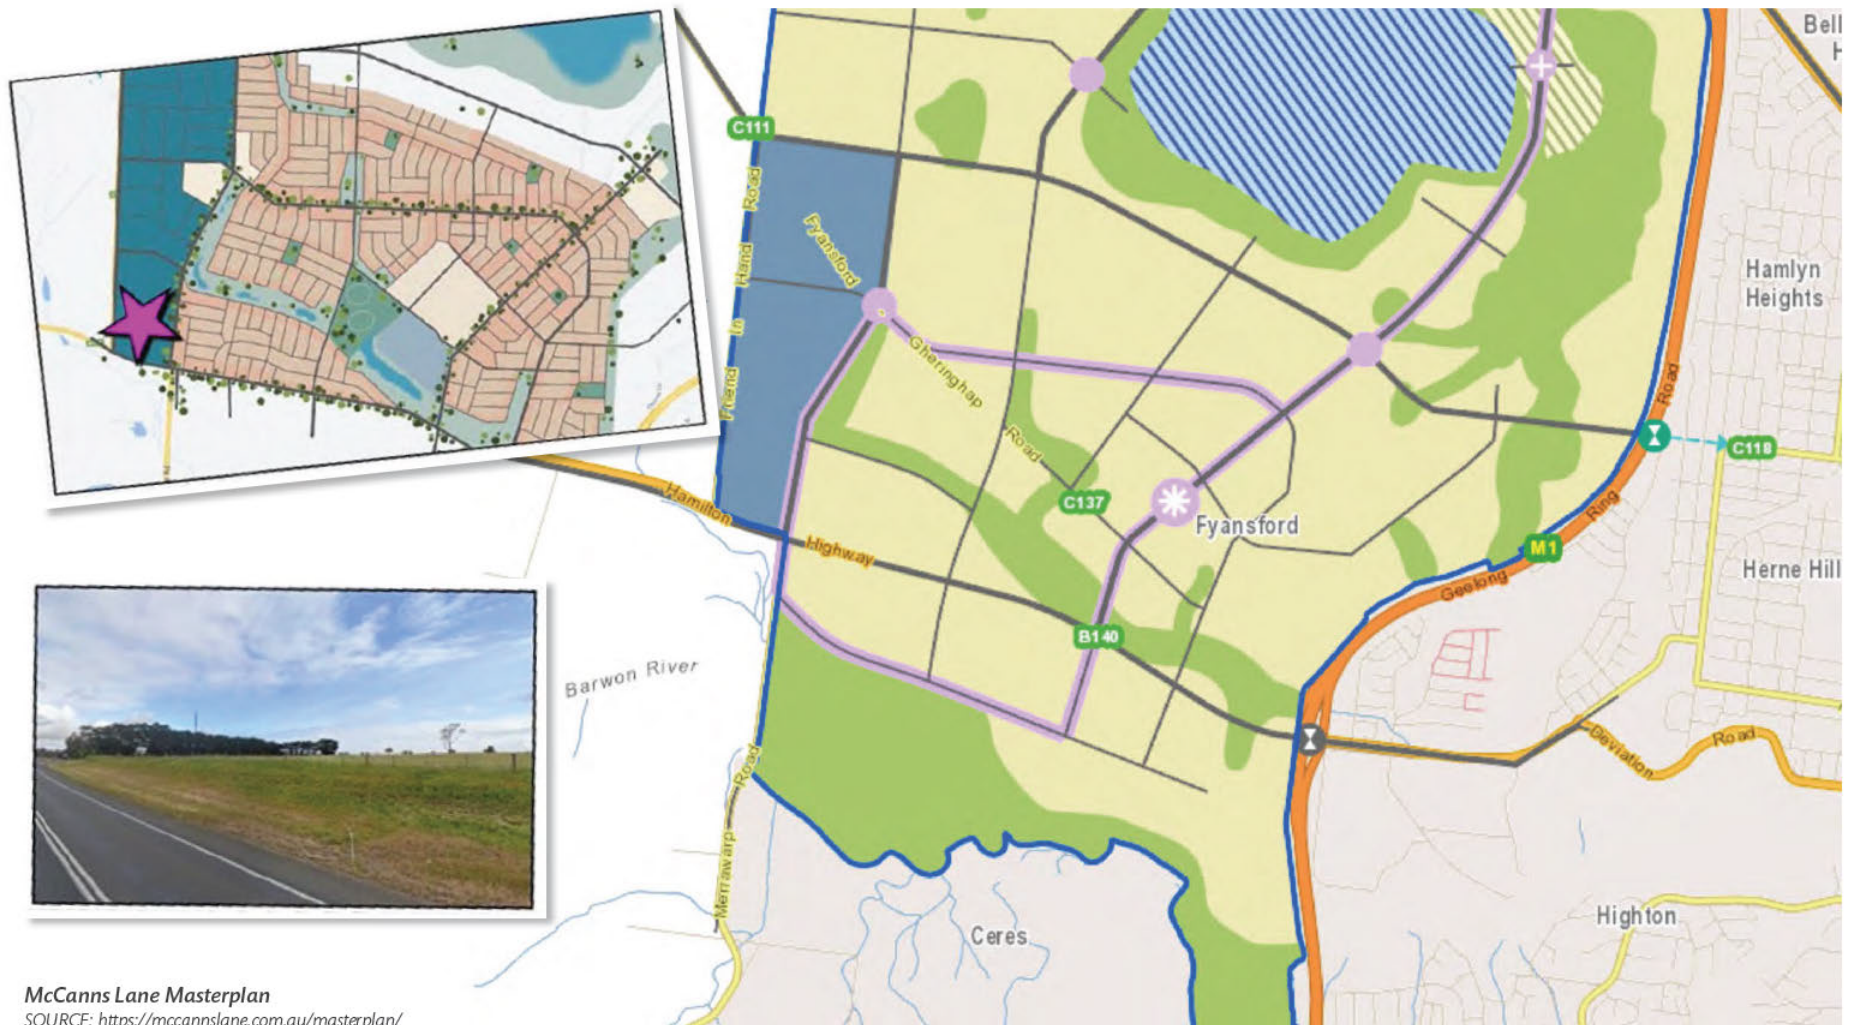 Bell
H
C111
Friend In Hand Road
Fyansford
Hamlyn
Heights
Gheringhap
Road
Road
C118
Hamilton
C137
Fyansford
Ring
Highway
M1
Geelong
Herne Hill
B140
Barwon River
Deviation
Road
Road
Merrawarp
Highton
Ceres
McCanns Lane Masterplan
SOURCE: https://mccannslane.com.au/masterplan/